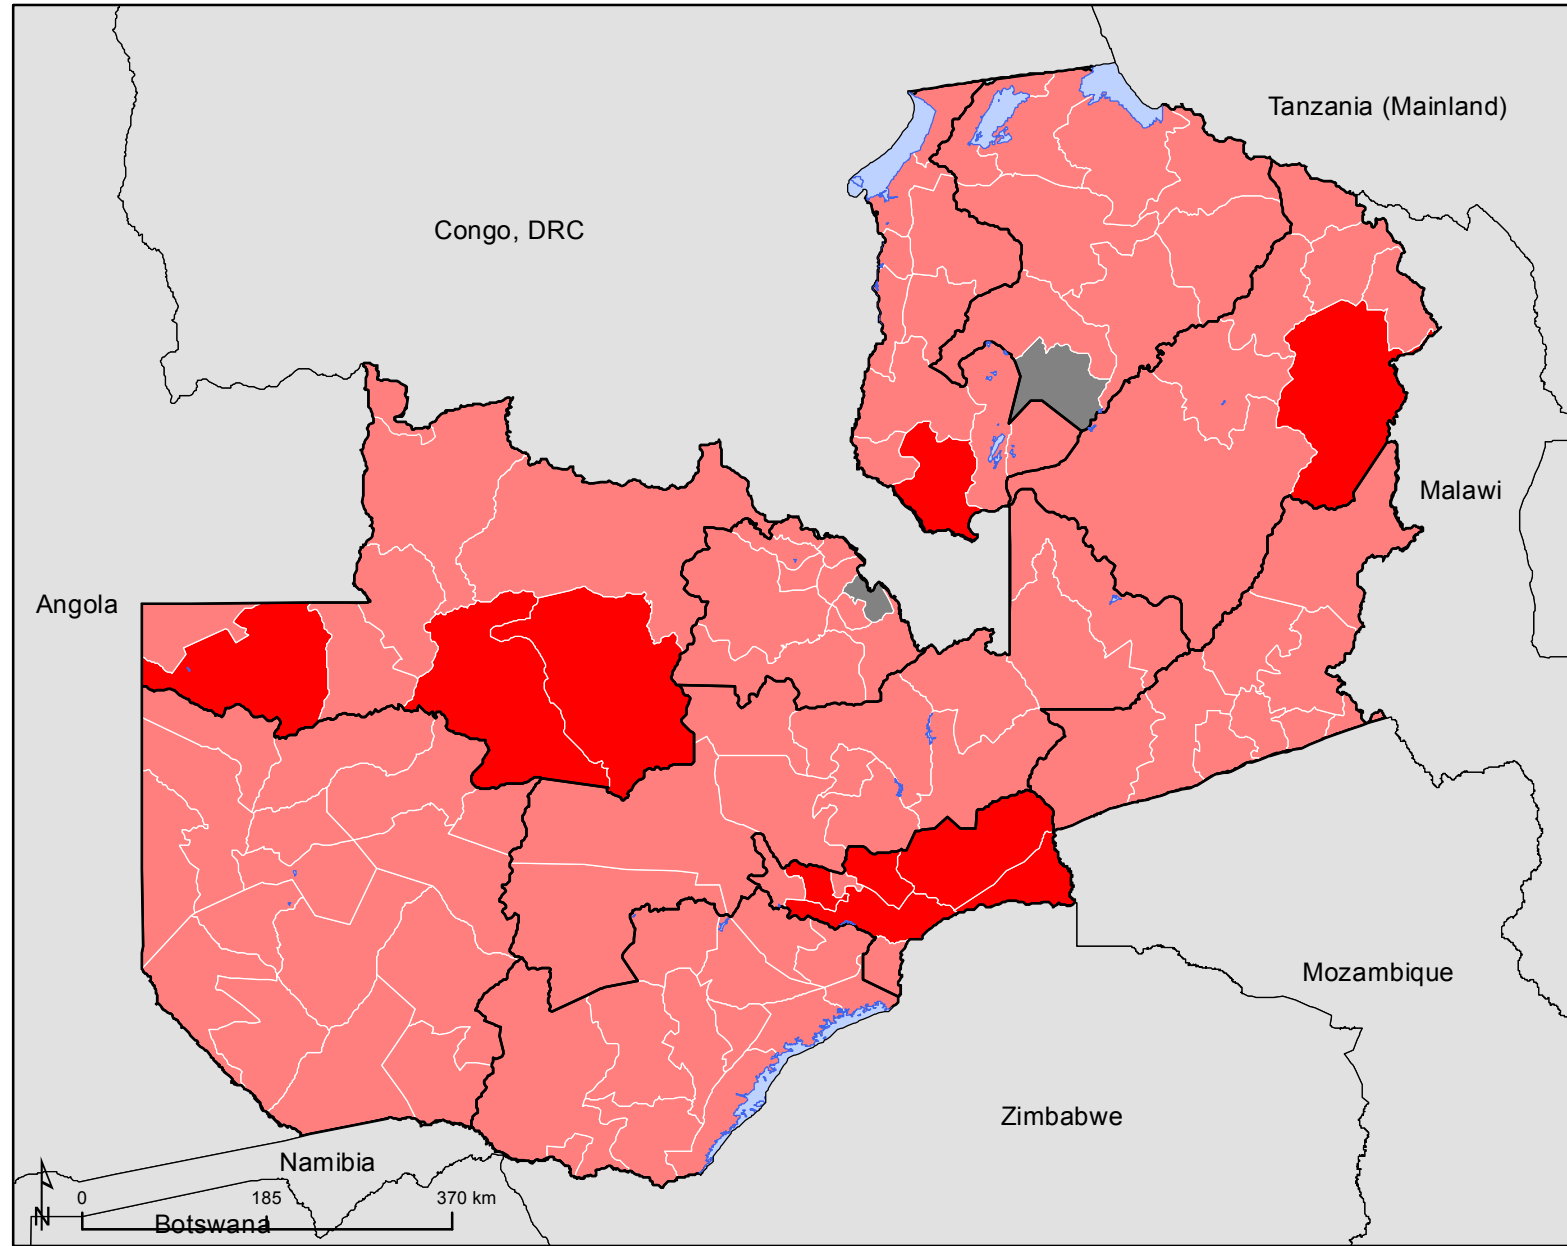 Tanzania (Mainland)
Congo, DRC
Malawi
Angola
Mozambique
Zimbabwe
Namibia
0 185 370 km
N
Botswana